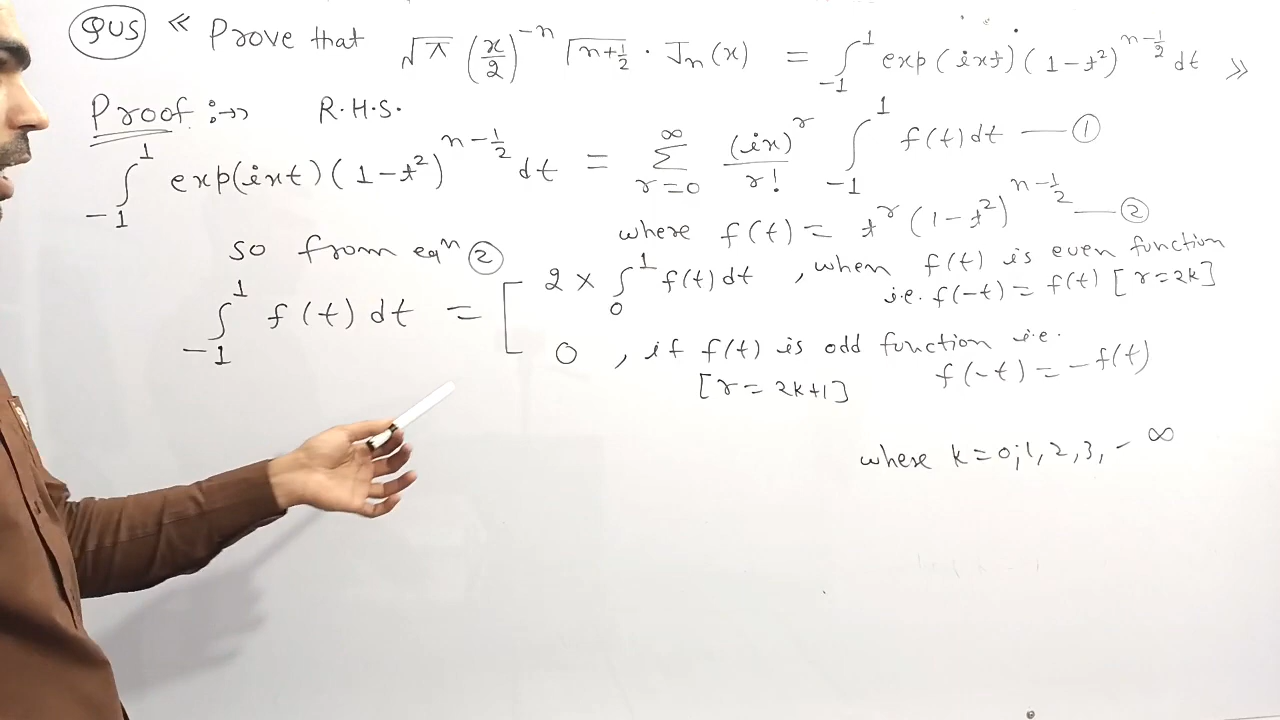 QUS « Prove that √π (x/2)^{-n} Γ(n+1/2) · J_n(x) = ∫_{-1}^{1} exp(ixt) (1-t²)^{n-1/2} dt »
Proof :→ R.H.S.
∫_{-1}^{1} exp(ixt) (1-t²)^{n-1/2} dt = Σ_{r=0}^{∞} (ix)^r / r! ∫_{-1}^{1} f(t) dt — ①
where f(t) = t^r (1-t²)^{n-1/2} — ②
so from eqⁿ ②
∫_{-1}^{1} f(t) dt = [ 2 × ∫_{0}^{1} f(t) dt , when f(t) is even function
i.e. f(-t) = f(t) [r=2k]
0 , if f(t) is odd function i.e.
[r = 2k+1] f(-t) = -f(t)
where k = 0,1,2,3, - ∞